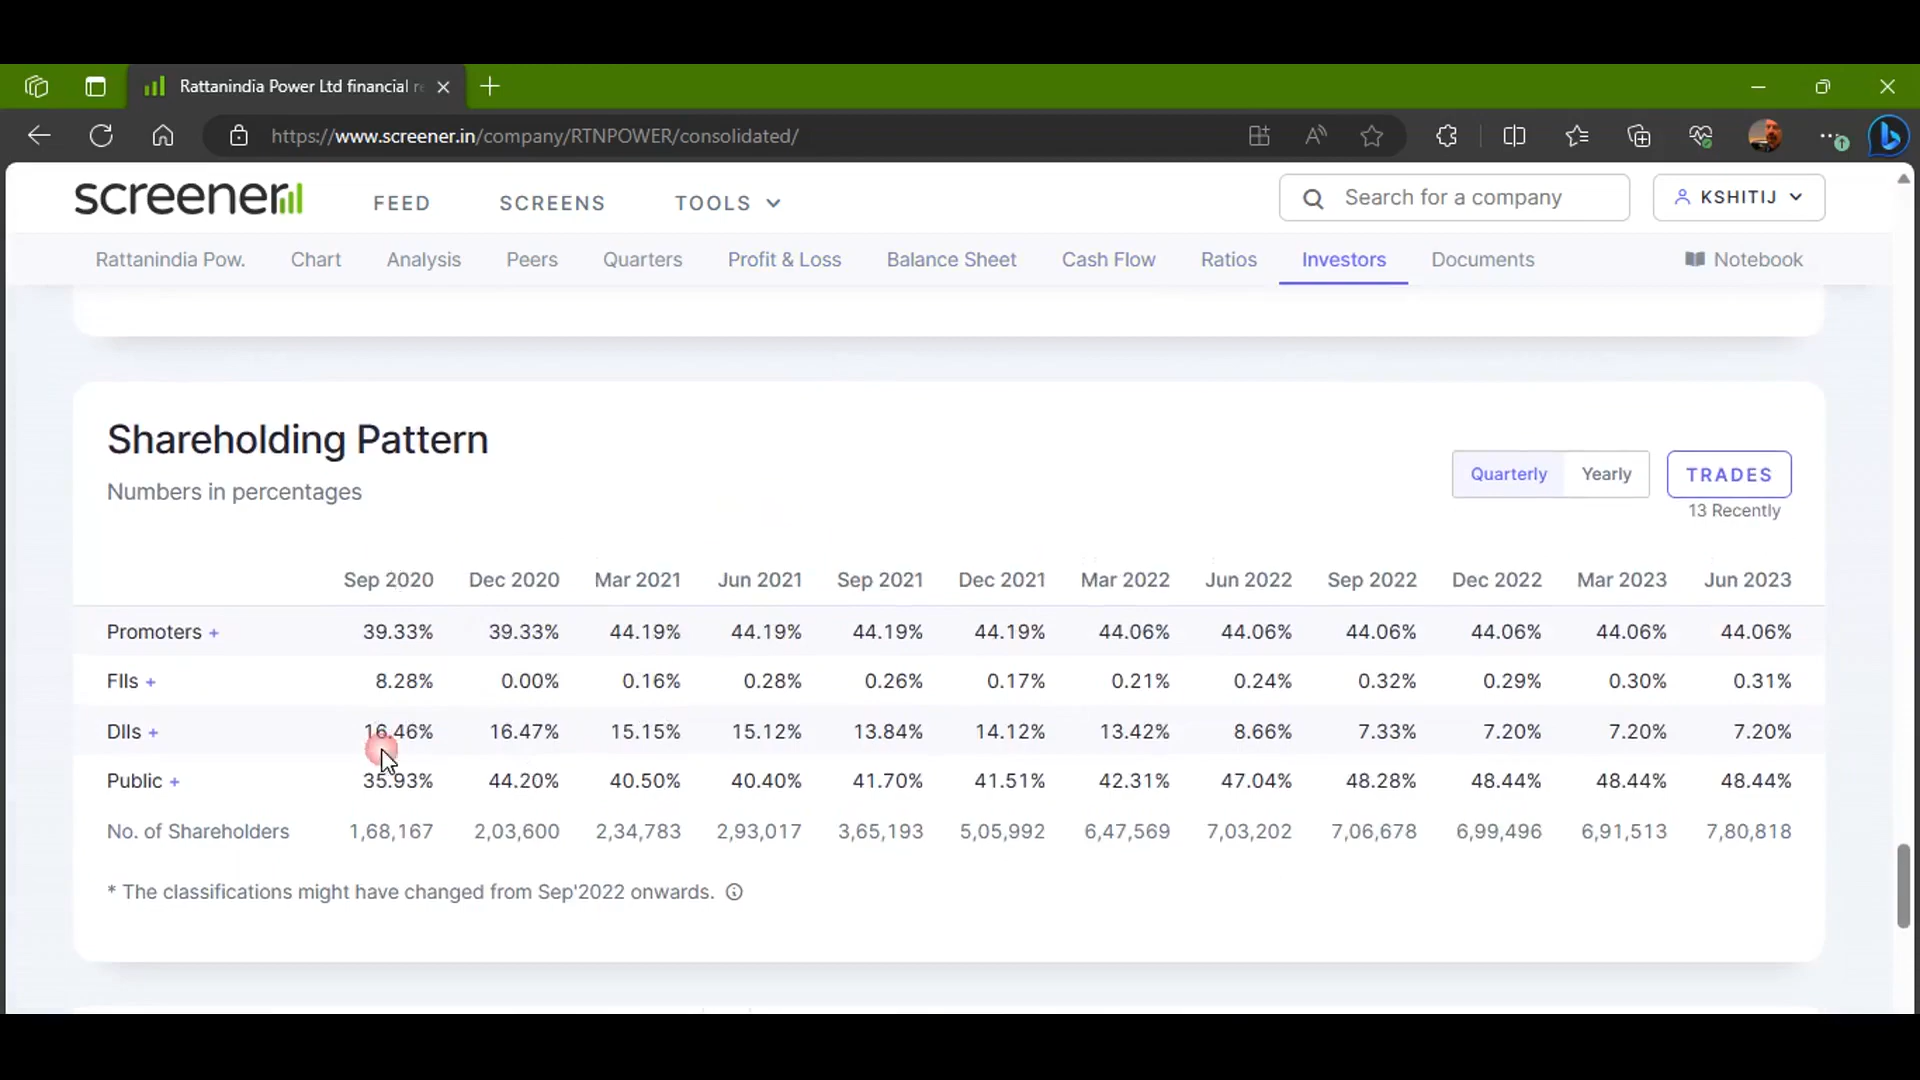 Rattanindia Power Ltd financial re
https://www.screener.in/company/RTNPOWER/consolidated/
screener FEED SCREENS TOOLS Search for a company KSHITIJ
Rattanindia Pow. Chart Analysis Peers Quarters Profit & Loss Balance Sheet Cash Flow Ratios Investors Documents Notebook
Shareholding Pattern
Numbers in percentages
Quarterly Yearly TRADES
13 Recently
Sep 2020 Dec 2020 Mar 2021 Jun 2021 Sep 2021 Dec 2021 Mar 2022 Jun 2022 Sep 2022 Dec 2022 Mar 2023 Jun 2023
Promoters + 39.33% 39.33% 44.19% 44.19% 44.19% 44.19% 44.06% 44.06% 44.06% 44.06% 44.06% 44.06%
FIIs + 8.28% 0.00% 0.16% 0.28% 0.26% 0.17% 0.21% 0.24% 0.32% 0.29% 0.30% 0.31%
DIIs + 16.46% 16.47% 15.15% 15.12% 13.84% 14.12% 13.42% 8.66% 7.33% 7.20% 7.20% 7.20%
Public + 35.93% 44.20% 40.50% 40.40% 41.70% 41.51% 42.31% 47.04% 48.28% 48.44% 48.44% 48.44%
No. of Shareholders 1,68,167 2,03,600 2,34,783 2,93,017 3,65,193 5,05,992 6,47,569 7,03,202 7,06,678 6,99,496 6,91,513 7,80,818
* The classifications might have changed from Sep'2022 onwards.